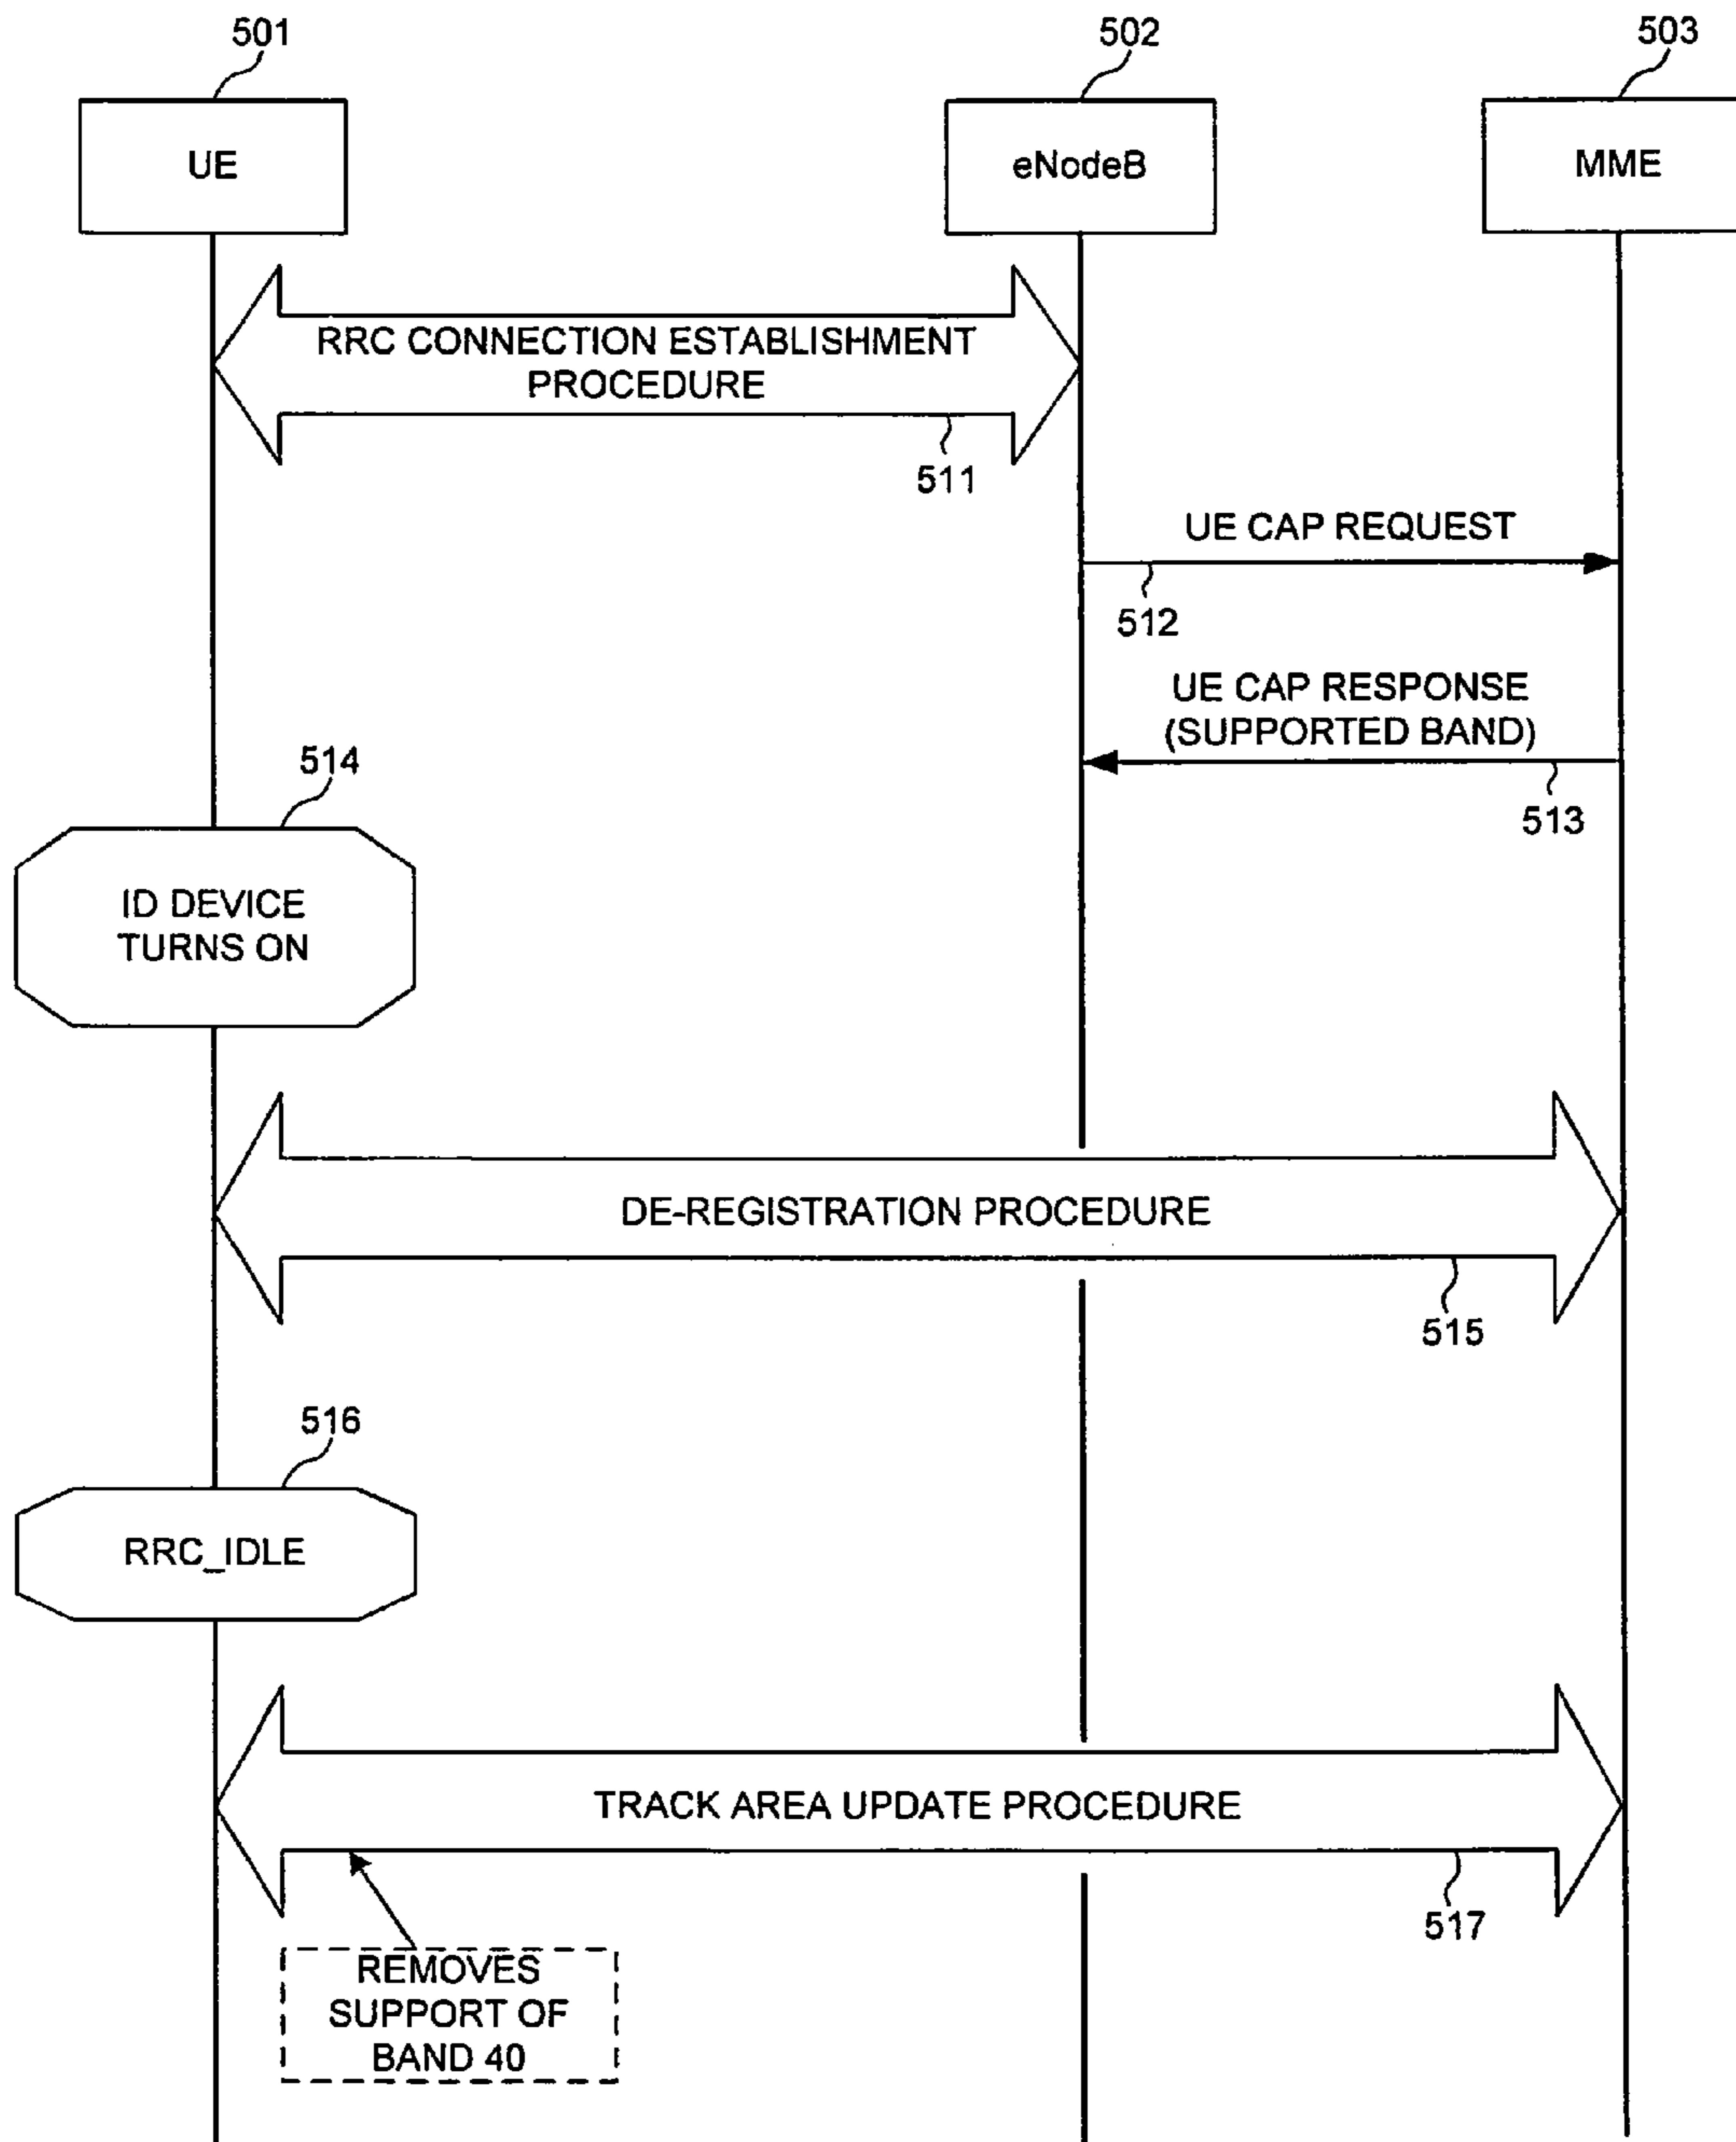 501
502
503
UE
eNodeB
MME
RRC CONNECTION ESTABLISHMENT
PROCEDURE
511
UE CAP REQUEST
512
UE CAP RESPONSE
(SUPPORTED BAND)
513
514
ID DEVICE
TURNS ON
DE-REGISTRATION PROCEDURE
515
516
RRC_IDLE
TRACK AREA UPDATE PROCEDURE
517
REMOVES
SUPPORT OF
BAND 40